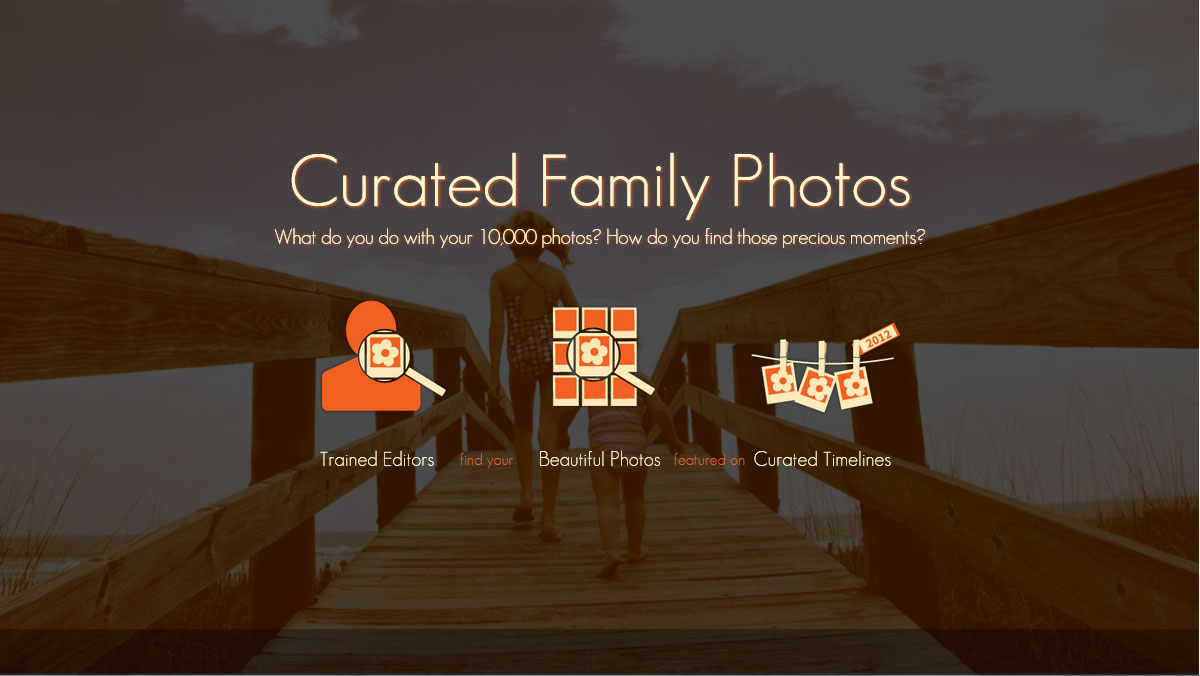 Curated Family Photos
What do you do with your 10,000 photos? How do you find those precious moments?
2012
Trained Editors find your Beautiful Photos featured on Curated Timelines